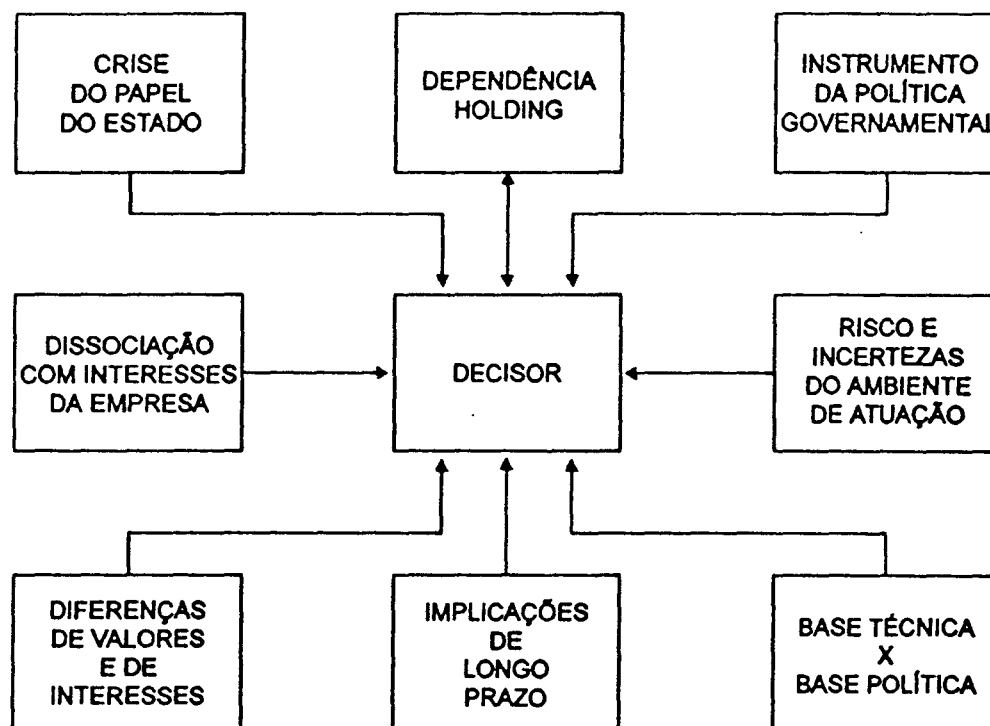 CRISE
DO PAPEL
DO ESTADO
DEPENDÊNCIA
HOLDING
INSTRUMENTO
DA POLÍTICA
GOVERNAMENTAL
DISSOCIAÇÃO
COM INTERESSES
DA EMPRESA
DECISOR
RISCO E
INCERTEZAS
DO AMBIENTE
DE ATUAÇÃO
DIFERENÇAS
DE VALORES
E DE
INTERESSES
IMPLICAÇÕES
DE
LONGO
PRAZO
BASE TÉCNICA
X
BASE POLÍTICA